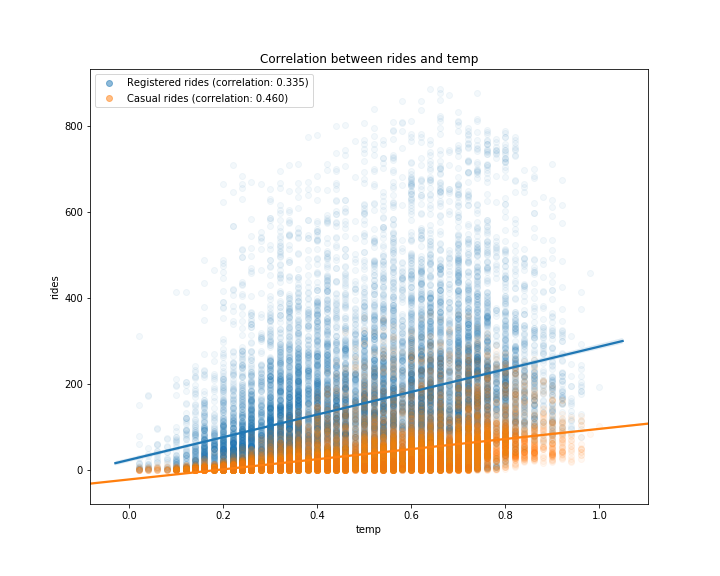 Correlation between rides and temp
Registered rides (correlation: 0.335)
Casual rides (correlation: 0.460)
800
600
400
200
0
rides
0.0 0.2 0.4 0.6 0.8 1.0
temp